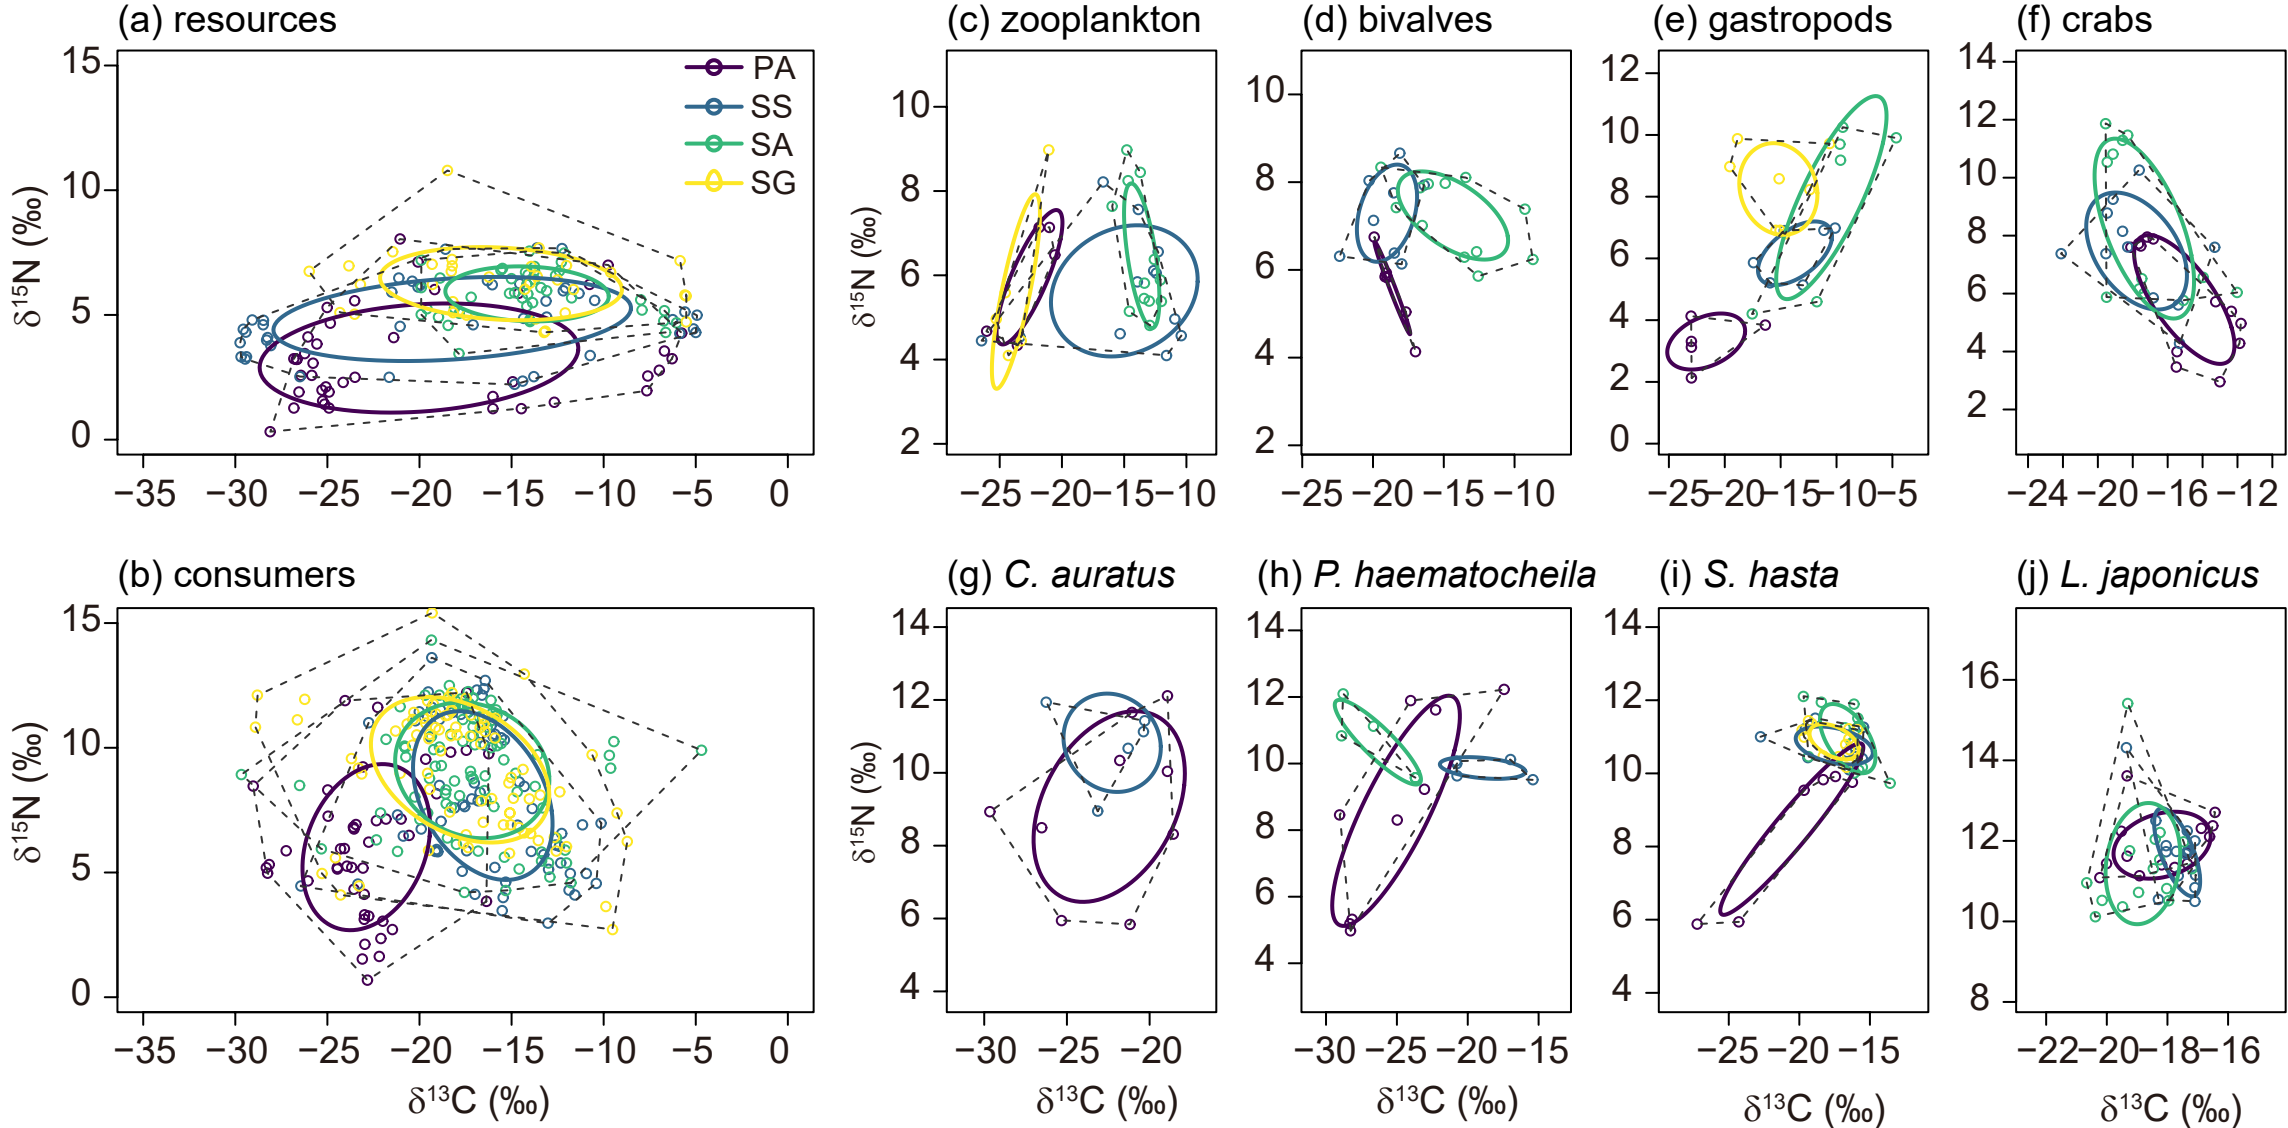 (a) resources
(c) zooplankton
(d) bivalves
(e) gastropods
(f) crabs
PA
SS
SA
SG
15
10
5
0
δ¹⁵N (‰)
−35 −30 −25 −20 −15 −10 −5 0
10
8
6
4
2
δ¹⁵N (‰)
−25 −20 −15 −10
10
8
6
4
2
−25 −20 −15 −10
12
10
8
6
4
2
0
−25 −20 −15 −10 −5
14
12
10
8
6
4
2
−24 −20 −16 −12
(b) consumers
(g) C. auratus
(h) P. haematocheila
(i) S. hasta
(j) L. japonicus
15
10
5
0
δ¹⁵N (‰)
−35 −30 −25 −20 −15 −10 −5 0
δ¹³C (‰)
14
12
10
8
6
4
δ¹⁵N (‰)
−30 −25 −20
δ¹³C (‰)
14
12
10
8
6
4
−30 −25 −20 −15
δ¹³C (‰)
14
12
10
8
6
4
−25 −20 −15
δ¹³C (‰)
16
14
12
10
8
−22 −20 −18 −16
δ¹³C (‰)